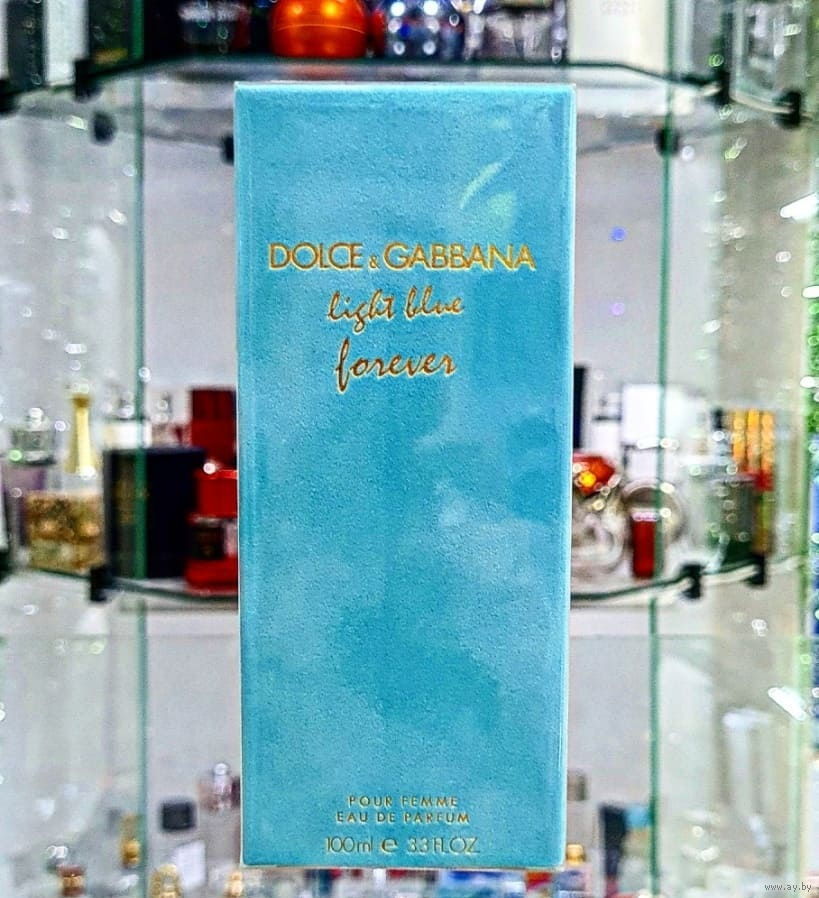 DOLCE & GABBANA
light blue
forever
POUR FEMME
EAU DE PARFUM
100ml e 3.3 FL.OZ.
www.ay.by